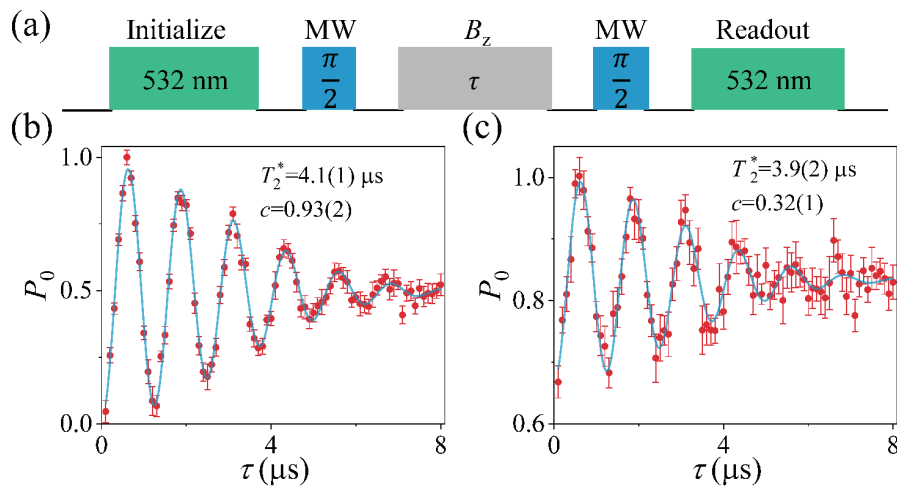 (a)
Initialize MW B_z MW Readout
532 nm π/2 τ π/2 532 nm
(b)
P_0
1.0
0.5
0.0
T_2^*=4.1(1) μs
c=0.93(2)
0 4 8
τ (μs)
(c)
P_0
1.0
0.8
0.6
T_2^*=3.9(2) μs
c=0.32(1)
0 4 8
τ (μs)